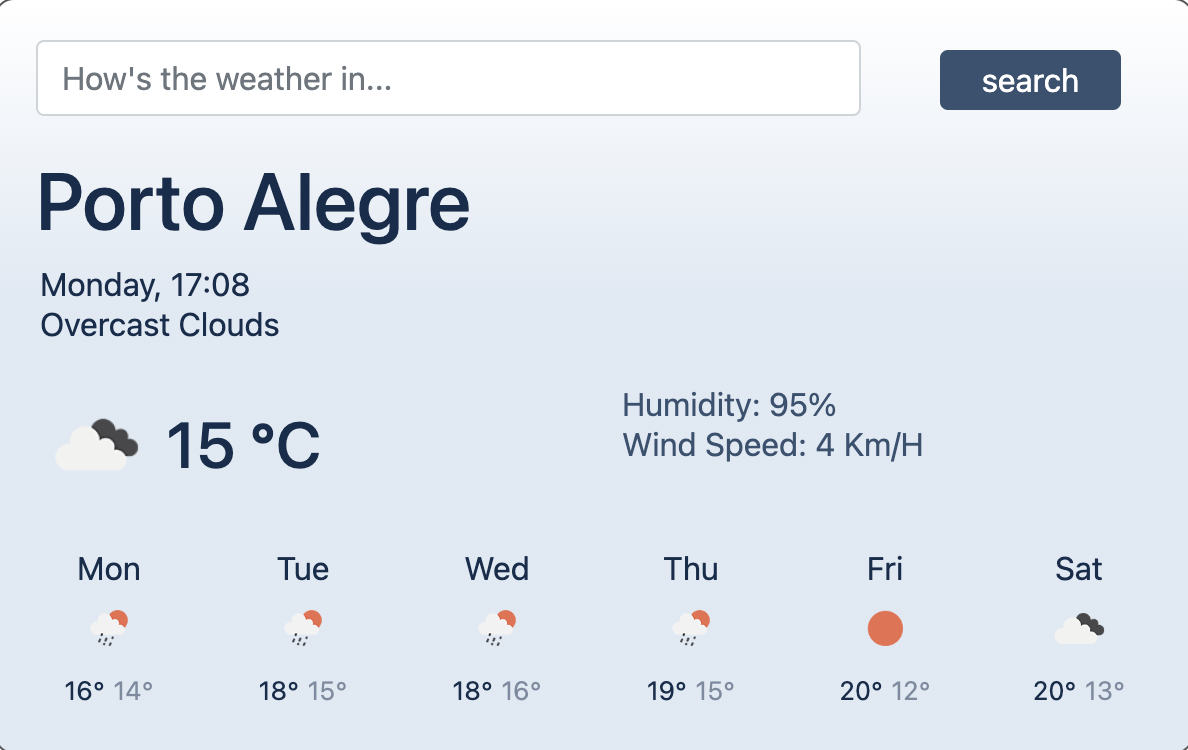 How's the weather in...
search
Porto Alegre
Monday, 17:08
Overcast Clouds
15 °C
Humidity: 95%
Wind Speed: 4 Km/H
Mon Tue Wed Thu Fri Sat
16° 14° 18° 15° 18° 16° 19° 15° 20° 12° 20° 13°